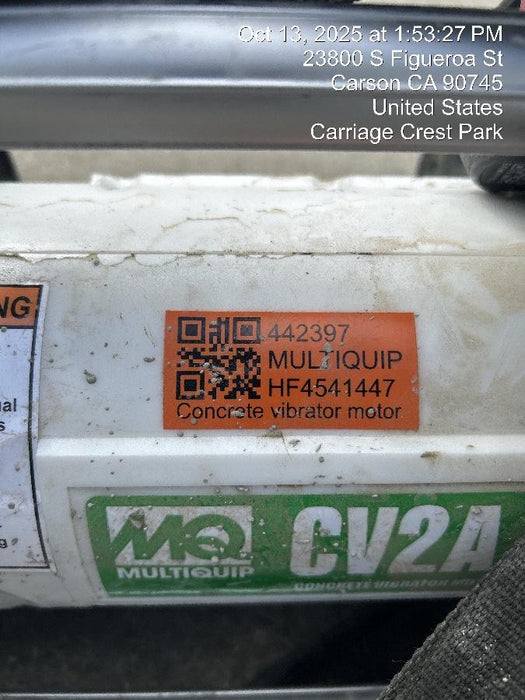 Oct 13, 2025 at 1:53:27 PM
23800 S Figueroa St
Carson CA 90745
United States
Carriage Crest Park
NG
442397
MULTIQUIP
HF4541447
Concrete vibrator motor
MQ
MULTIQUIP
CV2A
CONCRETE VIBRATOR